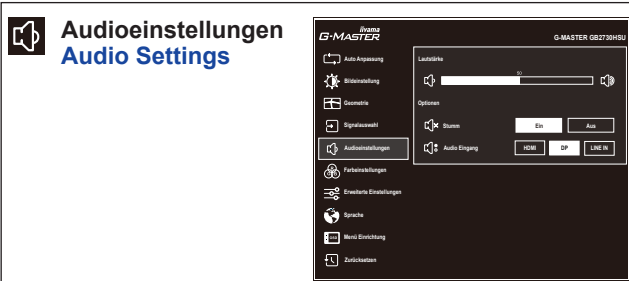 Audioeinstellungen
Audio Settings
iiyama
G-MASTER
G-MASTER GB2730HSU
Auto Anpassung
Bildeinstellung
Geometrie
Signalauswahl
Audioeinstellungen
Farbeinstellungen
Erweiterte Einstellungen
Sprache
OSD
Menü Einrichtung
Zurücksetzen
Lautstärke
50
Optionen
Stumm
Ein
Aus
Audio Eingang
HDMI
DP
LINE IN